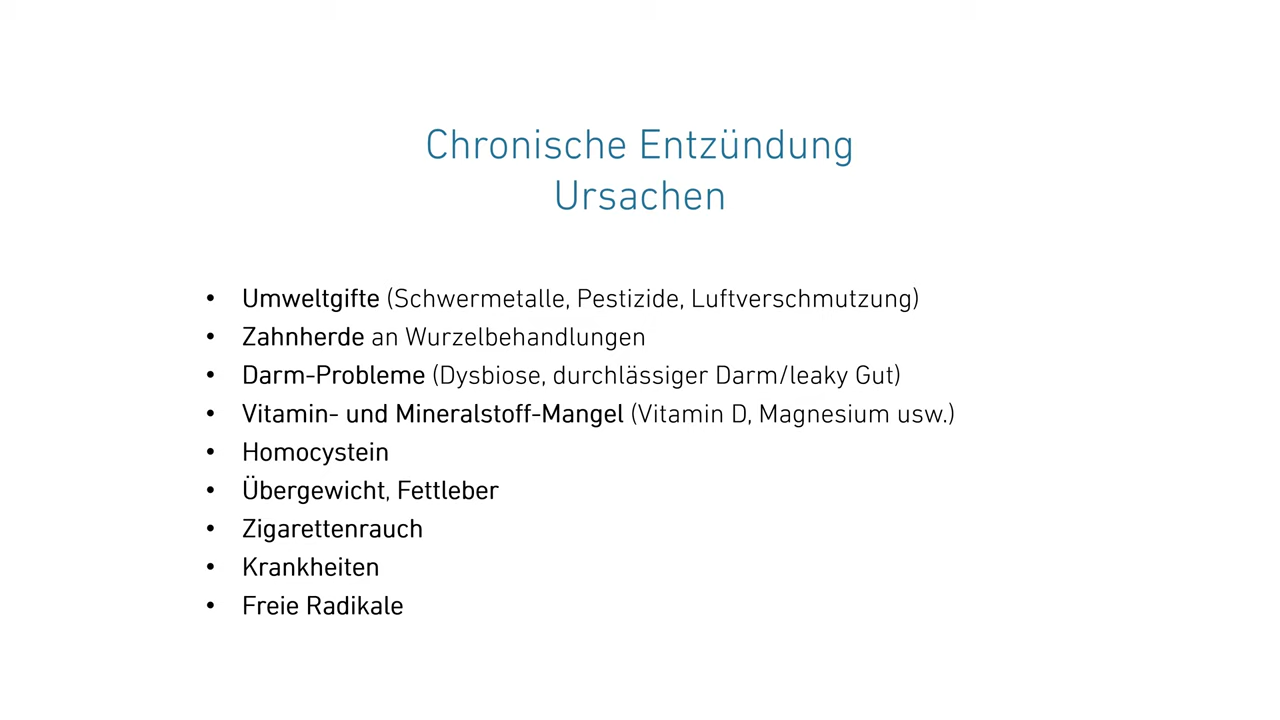 Chronische Entzündung
Ursachen
• Umweltgifte (Schwermetalle, Pestizide, Luftverschmutzung)
• Zahnherde an Wurzelbehandlungen
• Darm-Probleme (Dysbiose, durchlässiger Darm/leaky Gut)
• Vitamin- und Mineralstoff-Mangel (Vitamin D, Magnesium usw.)
• Homocystein
• Übergewicht, Fettleber
• Zigarettenrauch
• Krankheiten
• Freie Radikale